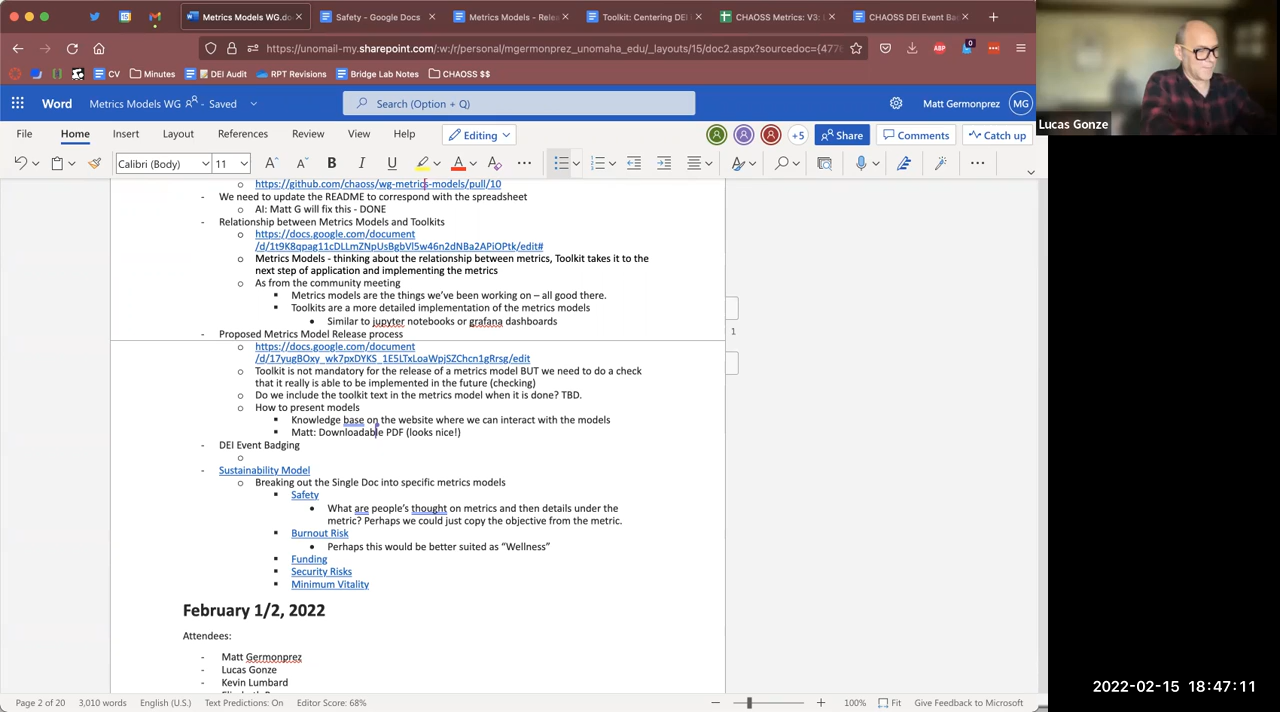 Metrics Models WG.do
Safety - Google Docs
Metrics Models - Rele
Toolkit: Centering DEI
CHAOSS Metrics: V3:
CHAOSS DEI Event Ba
https://unomail-my.sharepoint.com/:w:/r/personal/mgermonprez_unomaha_edu/_layouts/15/doc2.aspx?sourcedoc={477
ABP
0
CV
Minutes
DEI Audit
RPT Revisions
Bridge Lab Notes
CHAOSS $$
Word
Metrics Models WG - Saved
Search (Option + Q)
Matt Germonprez
MG
File
Home
Insert
Layout
References
Review
View
Help
Editing
+5
Share
Comments
Catch up
Calibri (Body)
11
https://github.com/chaoss/wg-metrics-models/pull/10
- We need to update the README to correspond with the spreadsheet
o AI: Matt G will fix this - DONE
- Relationship between Metrics Models and Toolkits
o https://docs.google.com/document
/d/1t9K8qpag11cDLLmZNpUsBgbVl5w46n2dNBa2APiOPtk/edit#
o Metrics Models - thinking about the relationship between metrics, Toolkit takes it to the
next step of application and implementing the metrics
o As from the community meeting
▪ Metrics models are the things we've been working on – all good there.
▪ Toolkits are a more detailed implementation of the metrics models
• Similar to jupyter notebooks or grafana dashboards
- Proposed Metrics Model Release process
o https://docs.google.com/document
/d/17yugBOxy_wk7pxDYKS_1E5LTxLoaWpjSZChcn1gRrsg/edit
o Toolkit is not mandatory for the release of a metrics model BUT we need to do a check
that it really is able to be implemented in the future (checking)
o Do we include the toolkit text in the metrics model when it is done? TBD.
o How to present models
▪ Knowledge base on the website where we can interact with the models
▪ Matt: Downloadable PDF (looks nice!)
- DEI Event Badging
o
- Sustainability Model
o Breaking out the Single Doc into specific metrics models
▪ Safety
• What are people's thought on metrics and then details under the
metric? Perhaps we could just copy the objective from the metric.
▪ Burnout Risk
• Perhaps this would be better suited as "Wellness"
▪ Funding
▪ Security Risks
▪ Minimum Vitality
February 1/2, 2022
Attendees:
- Matt Germonprez
- Lucas Gonze
- Kevin Lumbard
1
Page 2 of 20
3,010 words
English (U.S.)
Text Predictions: On
Editor Score: 68%
100%
Fit
Give Feedback to Microsoft
Lucas Gonze
2022-02-15 18:47:11